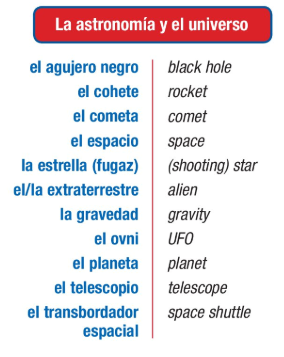 La astronomía y el universo
el agujero negro black hole
el cohete rocket
el cometa comet
el espacio space
la estrella (fugaz) (shooting) star
el/la extraterrestre alien
la gravedad gravity
el ovni UFO
el planeta planet
el telescopio telescope
el transbordador space shuttle
espacial